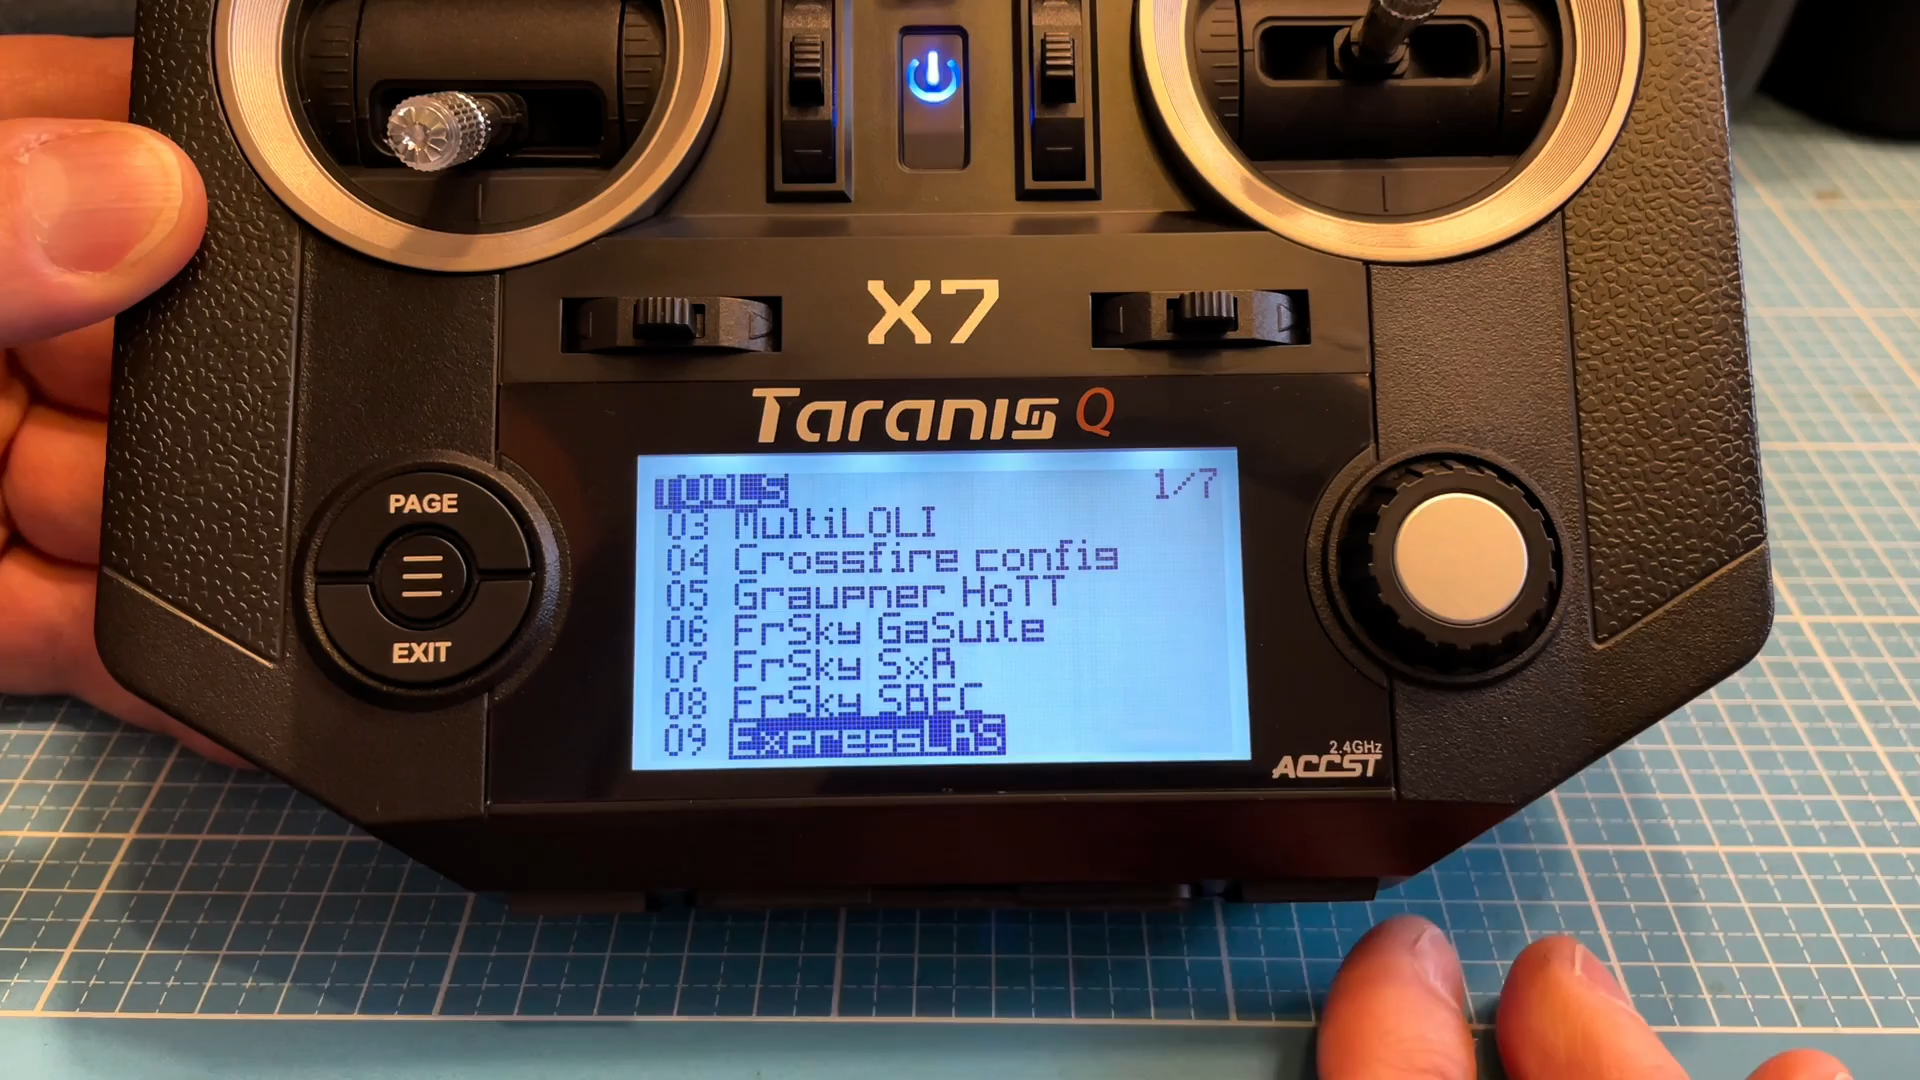 X7
Taranis Q
TOOLS 1/7
03 MultiLOLI
04 Crossfire config
05 Graupner HoTT
06 FrSky GaSuite
07 FrSky SxR
08 FrSky SAFC
09 ExpressLRS
PAGE
EXIT
2.4GHz
ACCST